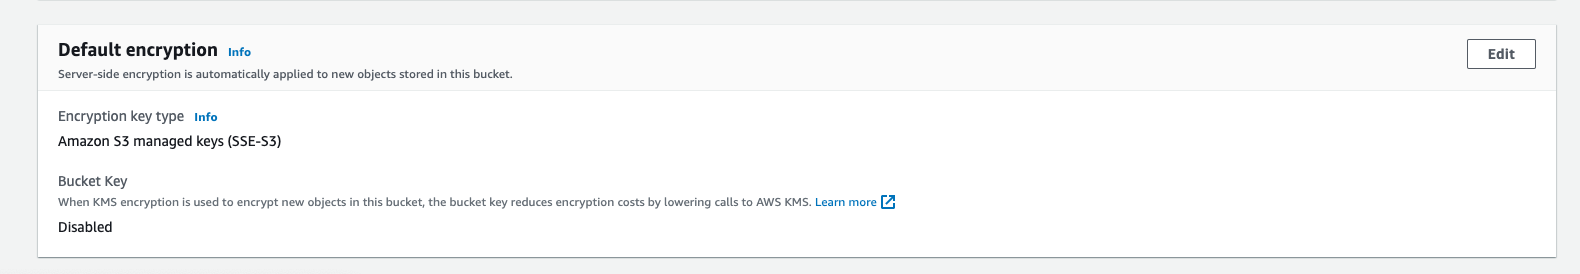 Default encryption Info
Server-side encryption is automatically applied to new objects stored in this bucket.
Edit
Encryption key type Info
Amazon S3 managed keys (SSE-S3)
Bucket Key
When KMS encryption is used to encrypt new objects in this bucket, the bucket key reduces encryption costs by lowering calls to AWS KMS. Learn more
Disabled